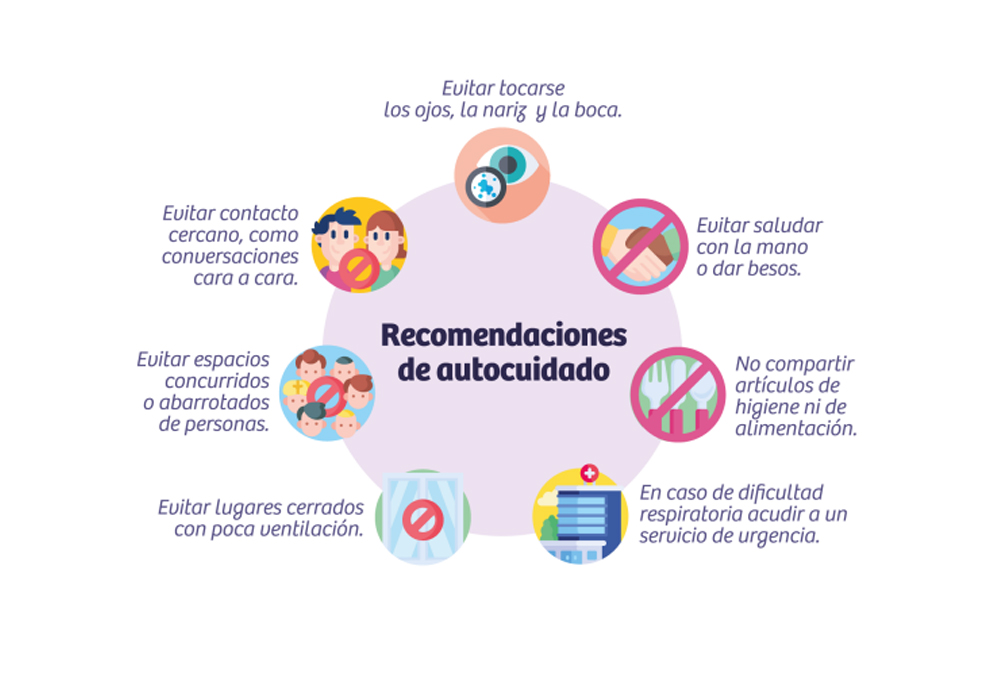 Evitar tocarse
los ojos, la nariz y la boca.
Evitar saludar
con la mano
o dar besos.
No compartir
artículos de
higiene ni de
alimentación.
En caso de dificultad
respiratoria acudir a un
servicio de urgencia.
Evitar lugares cerrados
con poca ventilación.
Evitar espacios
concurridos
o abarrotados
de personas.
Evitar contacto
cercano, como
conversaciones
cara a cara.
Recomendaciones
de autocuidado